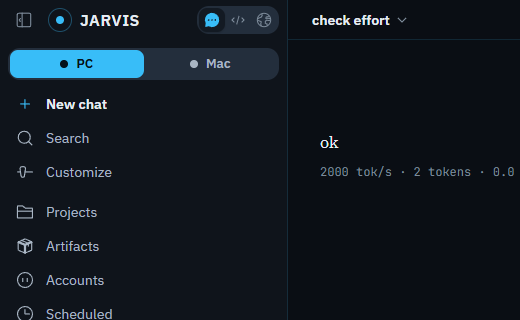 JARVIS
PC
Mac
New chat
Search
Customize
Projects
Artifacts
Accounts
Scheduled
check effort
ok
2000 tok/s · 2 tokens · 0.0